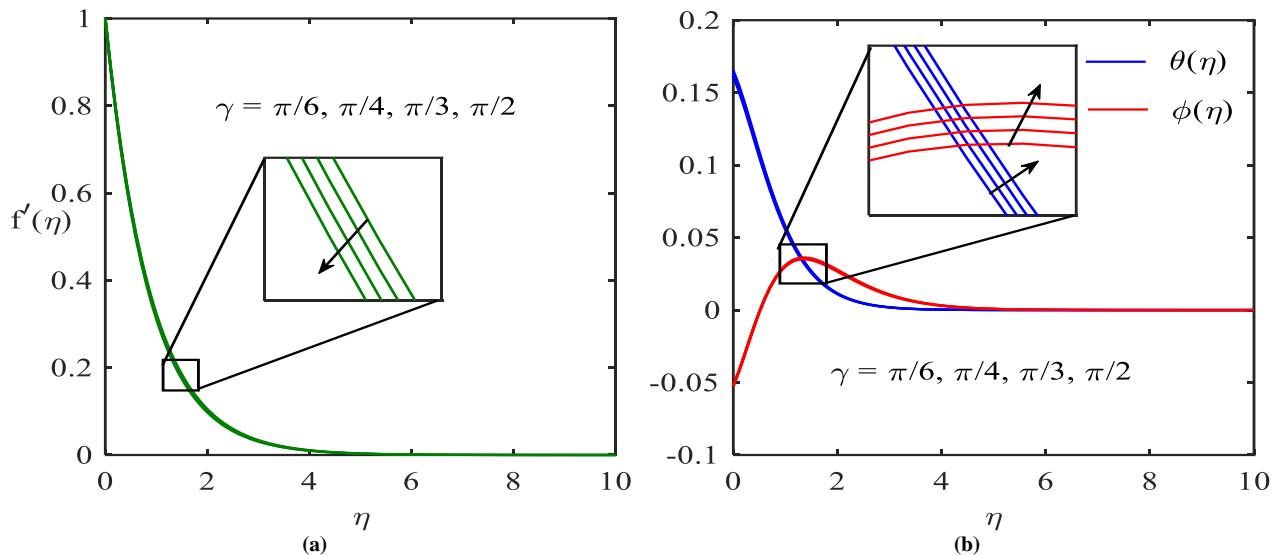 1
0.8
0.6
f′(η)
0.4
0.2
0
0 2 4 6 8 10
η
γ = π/6, π/4, π/3, π/2
(a)
0.2
0.15
0.1
0.05
0
-0.05
-0.1
0 2 4 6 8 10
η
θ(η)
ϕ(η)
γ = π/6, π/4, π/3, π/2
(b)